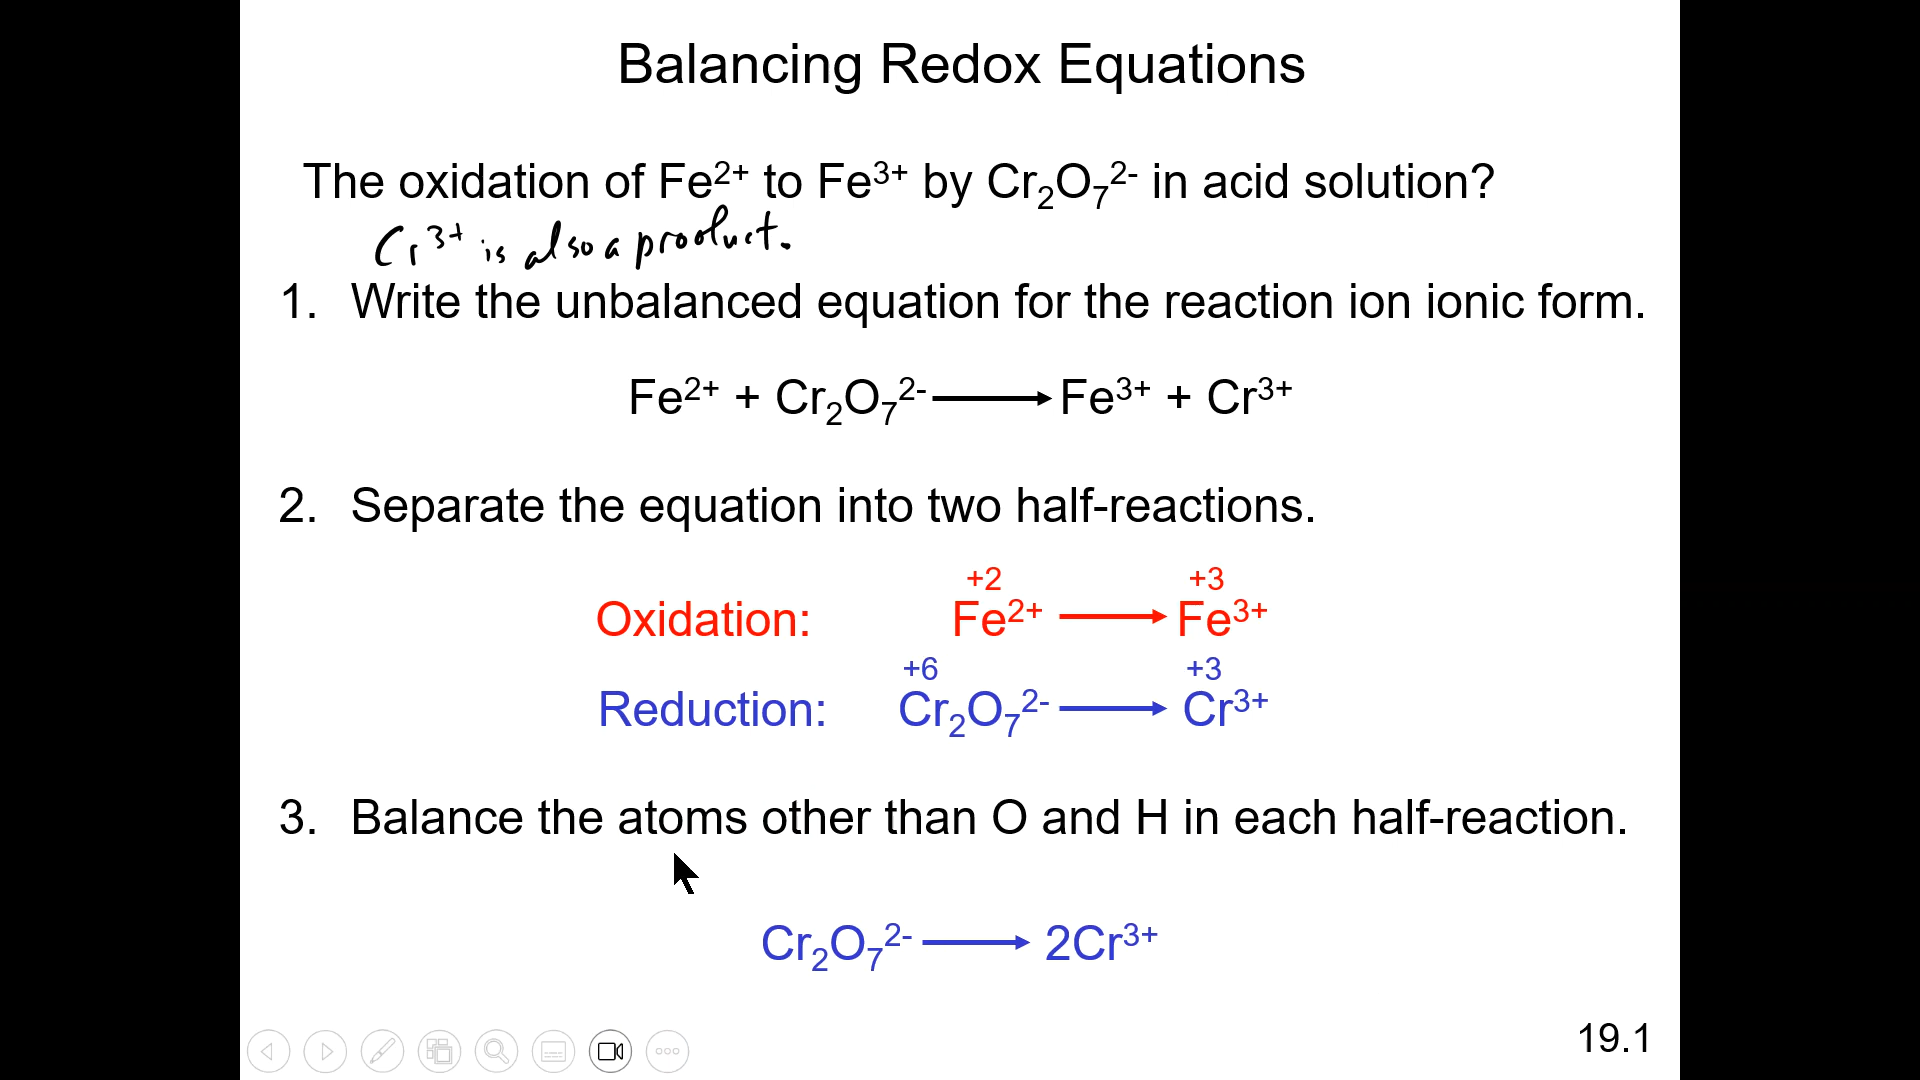 Balancing Redox Equations
The oxidation of Fe²⁺ to Fe³⁺ by Cr₂O₇²⁻ in acid solution?
Cr³⁺ is also a product.
1. Write the unbalanced equation for the reaction ion ionic form.
Fe²⁺ + Cr₂O₇²⁻ ⟶ Fe³⁺ + Cr³⁺
2. Separate the equation into two half-reactions.
+2 +3
Oxidation: Fe²⁺ ⟶ Fe³⁺
+6 +3
Reduction: Cr₂O₇²⁻ ⟶ Cr³⁺
3. Balance the atoms other than O and H in each half-reaction.
Cr₂O₇²⁻ ⟶ 2Cr³⁺
19.1